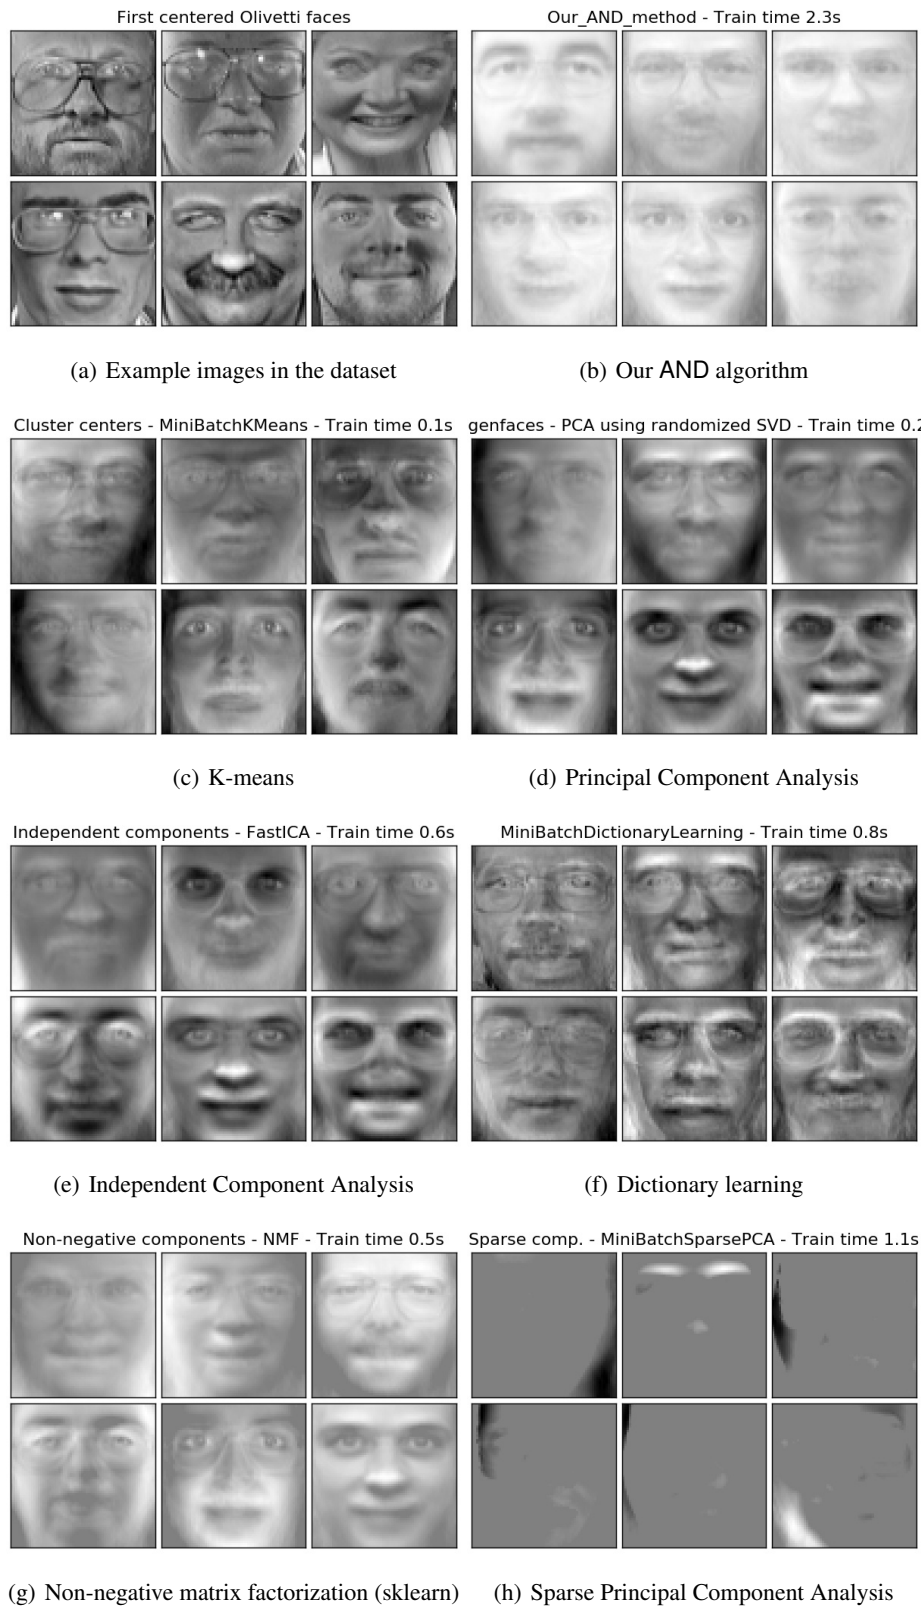 First centered Olivetti faces
Our_AND_method - Train time 2.3s
(a) Example images in the dataset
(b) Our AND algorithm
Cluster centers - MiniBatchKMeans - Train time 0.1s
genfaces - PCA using randomized SVD - Train time 0.2
(c) K-means
(d) Principal Component Analysis
Independent components - FastICA - Train time 0.6s
MiniBatchDictionaryLearning - Train time 0.8s
(e) Independent Component Analysis
(f) Dictionary learning
Non-negative components - NMF - Train time 0.5s
Sparse comp. - MiniBatchSparsePCA - Train time 1.1s
(g) Non-negative matrix factorization (sklearn)
(h) Sparse Principal Component Analysis